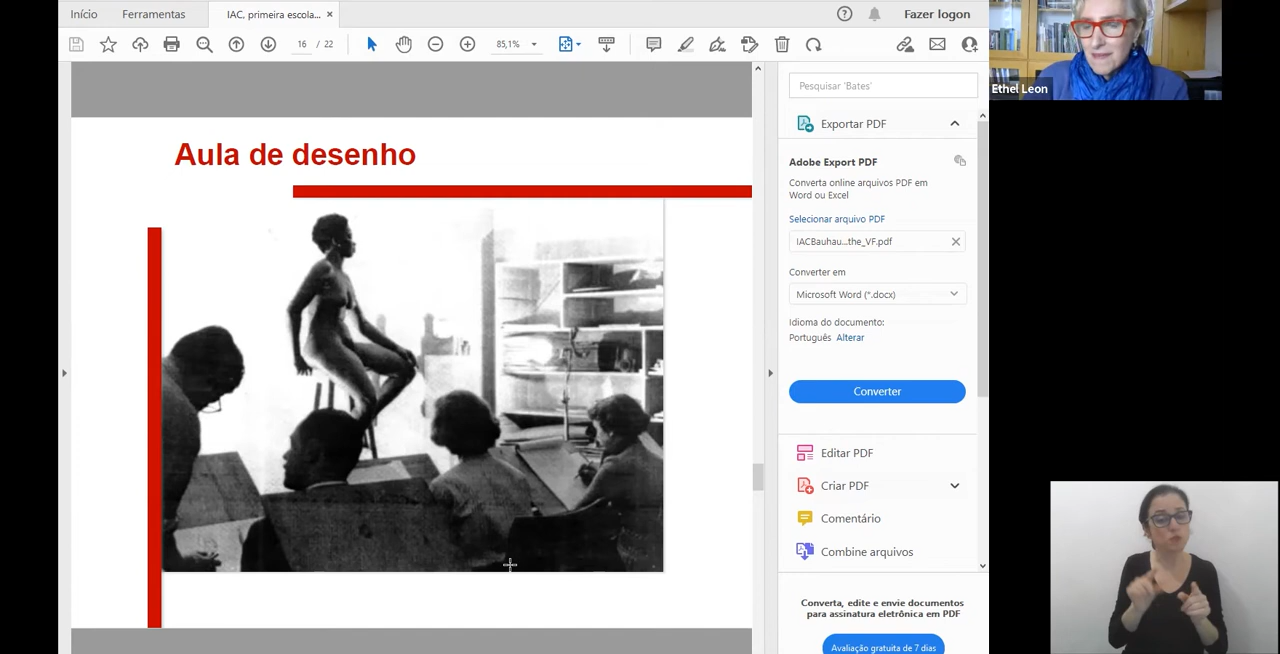 Início
Ferramentas
IAC, primeira escola...
Fazer logon
16 / 22
85,1%
Ethel Leon
Aula de desenho
Pesquisar 'Bates'
Exportar PDF
Adobe Export PDF
Converta online arquivos PDF em
Word ou Excel
Selecionar arquivo PDF
IACBauhau...the_VF.pdf
Converter em
Microsoft Word (*.docx)
Idioma do documento:
Português Alterar
Converter
Editar PDF
Criar PDF
Comentário
Combine arquivos
Converta, edite e envie documentos
para assinatura eletrônica em PDF
Avaliação gratuita de 7 dias